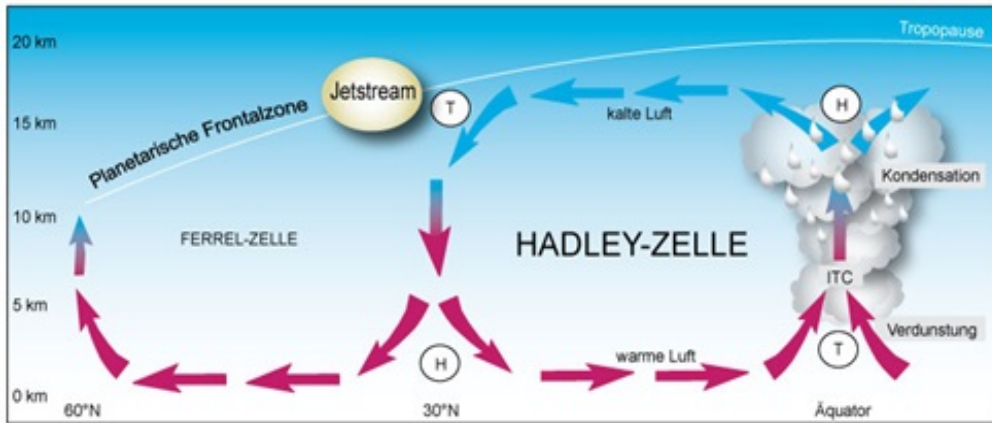 20 km
Tropopause
Jetstream
T
H
15 km
kalte Luft
Planetarische Frontalzone
Kondensation
10 km
FERREL-ZELLE
HADLEY-ZELLE
ITC
5 km
Verdunstung
H
warme Luft
T
0 km
60°N
30°N
Äquator